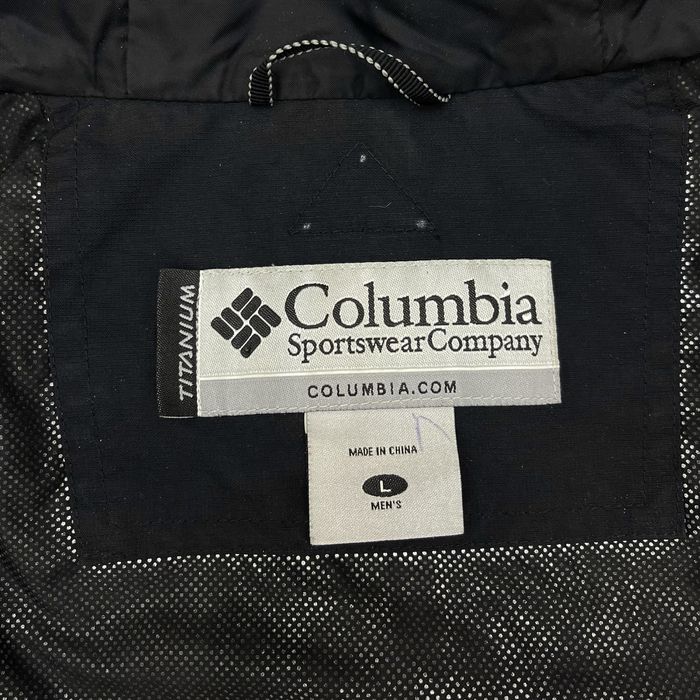 TITANIUM
Columbia
Sportswear Company
COLUMBIA.COM
MADE IN CHINA
L
MEN'S